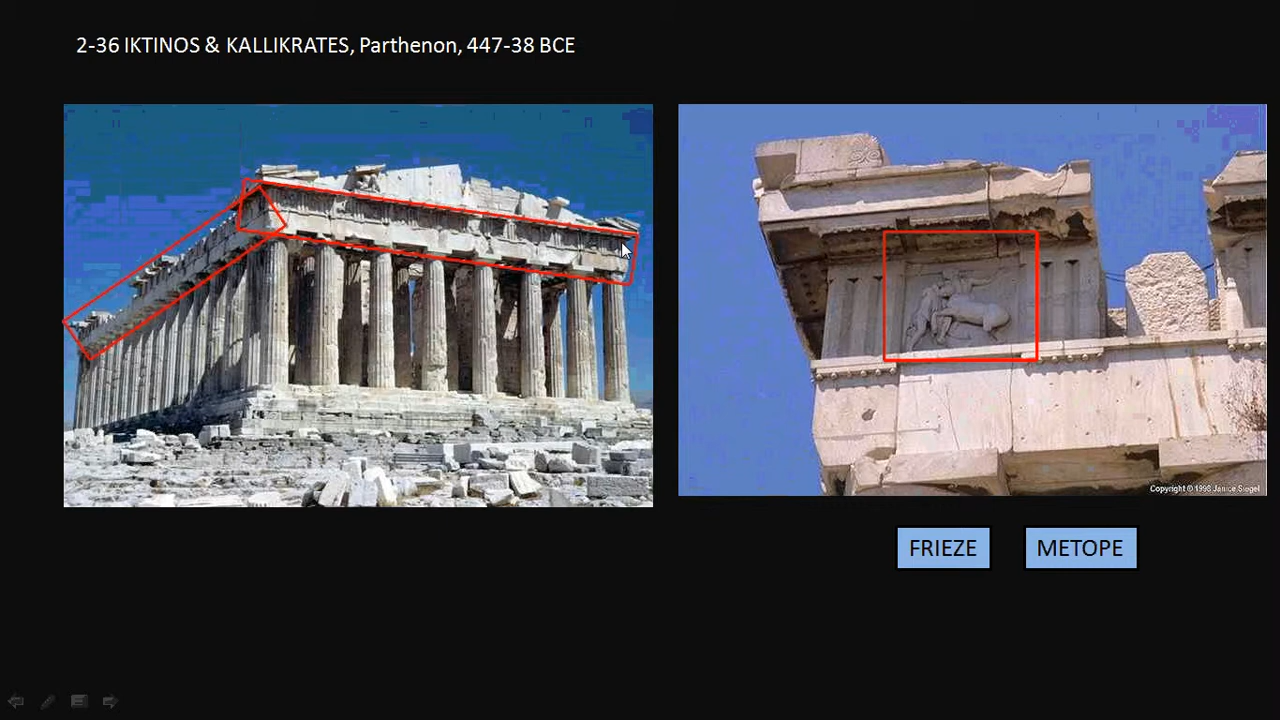 2-36 IKTINOS & KALLIKRATES, Parthenon, 447-38 BCE
Copyright © 1998 Janice Siegel
FRIEZE
METOPE